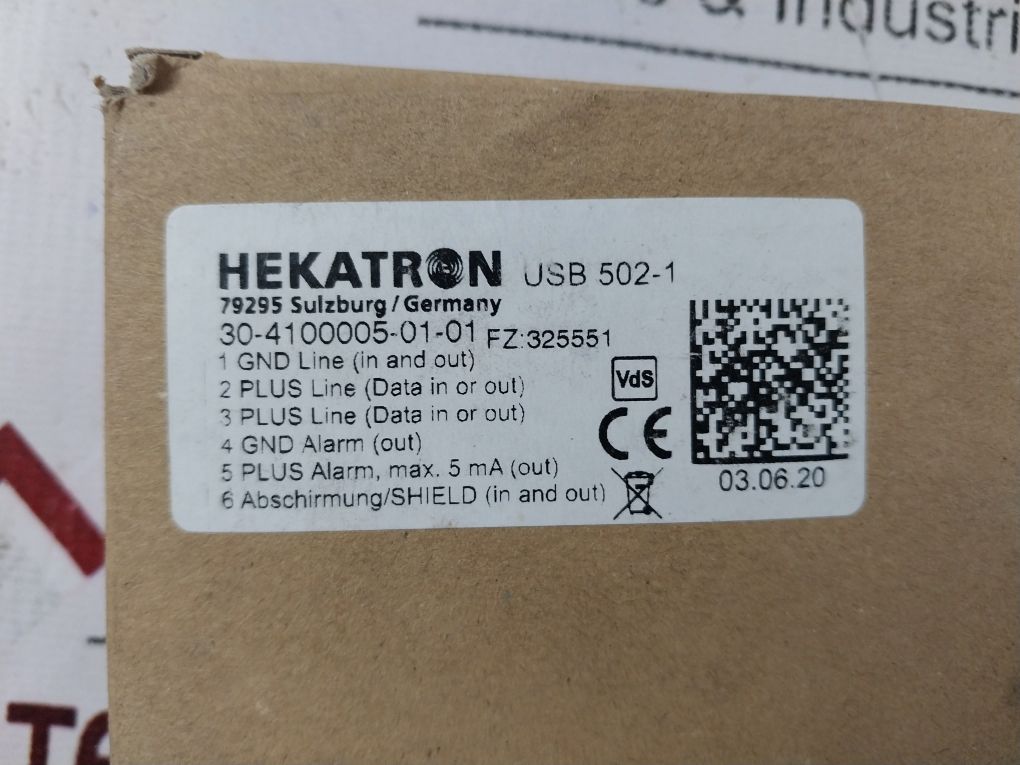 & Industri
HEKATRON USB 502-1
79295 Sulzburg/Germany
30-4100005-01-01 FZ:325551
1 GND Line (in and out)
2 PLUS Line (Data in or out)
3 PLUS Line (Data in or out)
4 GND Alarm (out)
5 PLUS Alarm, max. 5 mA (out)
6 Abschirmung/SHIELD (in and out)
VdS
CE
03.06.20